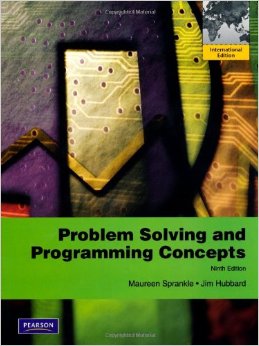 International
Edition
Problem Solving and
Programming Concepts
Ninth Edition
Maureen Sprankle • Jim Hubbard
PEARSON